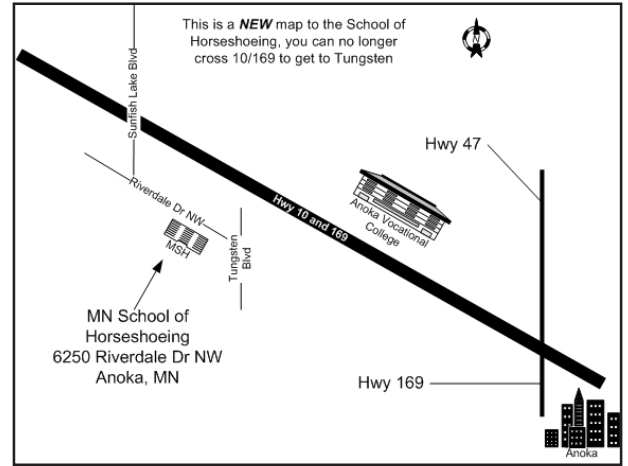 This is a NEW map to the School of
Horseshoeing, you can no longer
cross 10/169 to get to Tungsten
N
Sunfish Lake Blvd
Hwy 47
Riverdale Dr NW
Hwy 10 and 169
Anoka Vocational
College
MSH
Tungsten
Blvd
MN School of
Horseshoeing
6250 Riverdale Dr NW
Anoka, MN
Hwy 169
Anoka